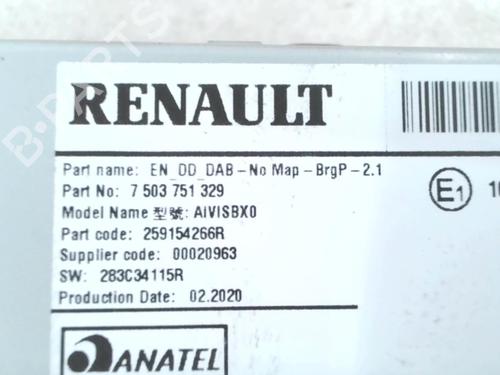 RENAULT
Part name: EN_DD_DAB-No Map-BrgP-2.1
Part No: 7 503 751 329
Model Name 型號: AIVISBX0
Part code: 259154266R
Supplier code: 00020963
SW: 283C34115R
Production Date: 02.2020
E1
ANATEL
B-PARTS